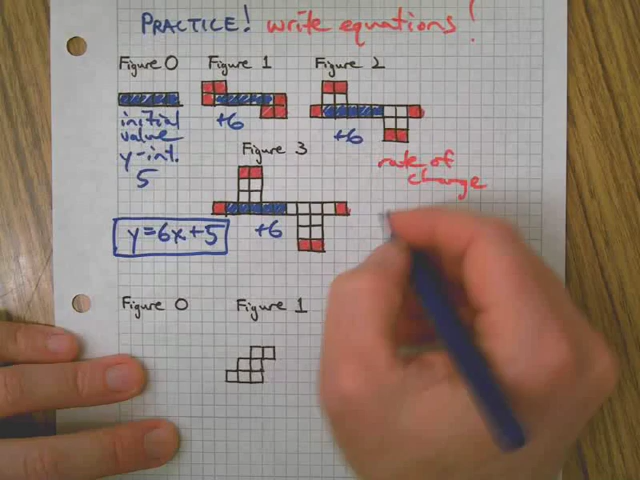 PRACTICE! write equations!
Figure 0 Figure 1 Figure 2
initial
value
y-int.
5
+6
+6
Figure 3
rate of
change
y=6x+5
+6
Figure 0 Figure 1